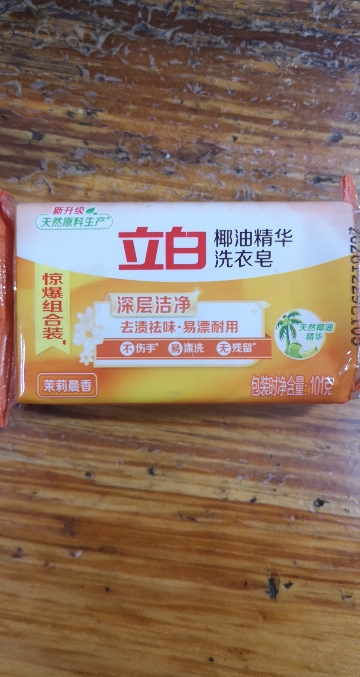 新升级
天然原料生产*
立白
椰油精华
洗衣皂
惊爆组合装
深层洁净
去渍祛味·易漂耐用
不伤手* 易漂洗 无残留*
天然椰油
精华
茉莉晨香
包装时净含量：101克